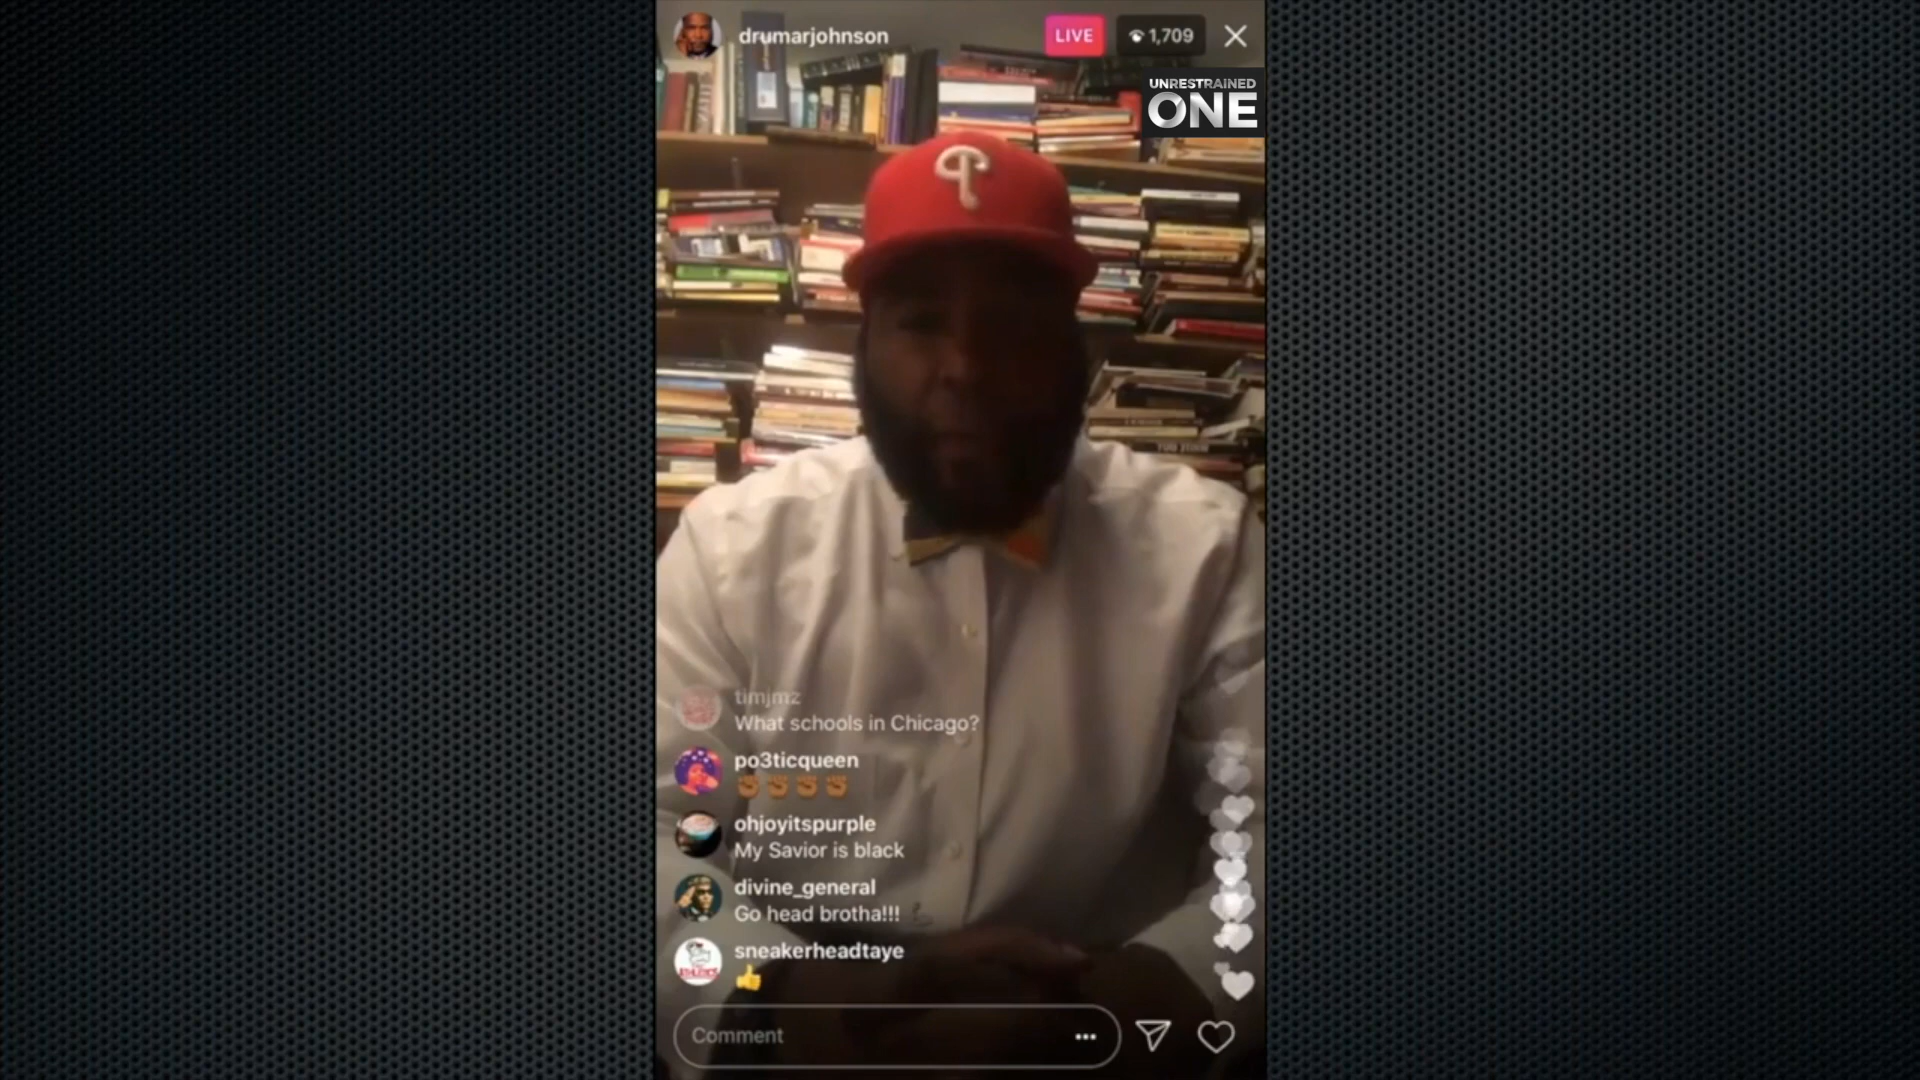 drumarjohnson
LIVE
1,709
UNRESTRAINED
ONE
P
timjmz
What schools in Chicago?
po3ticqueen
ohjoyitspurple
My Savior is black
divine_general
Go head brotha!!!
sneakerheadtaye
Comment